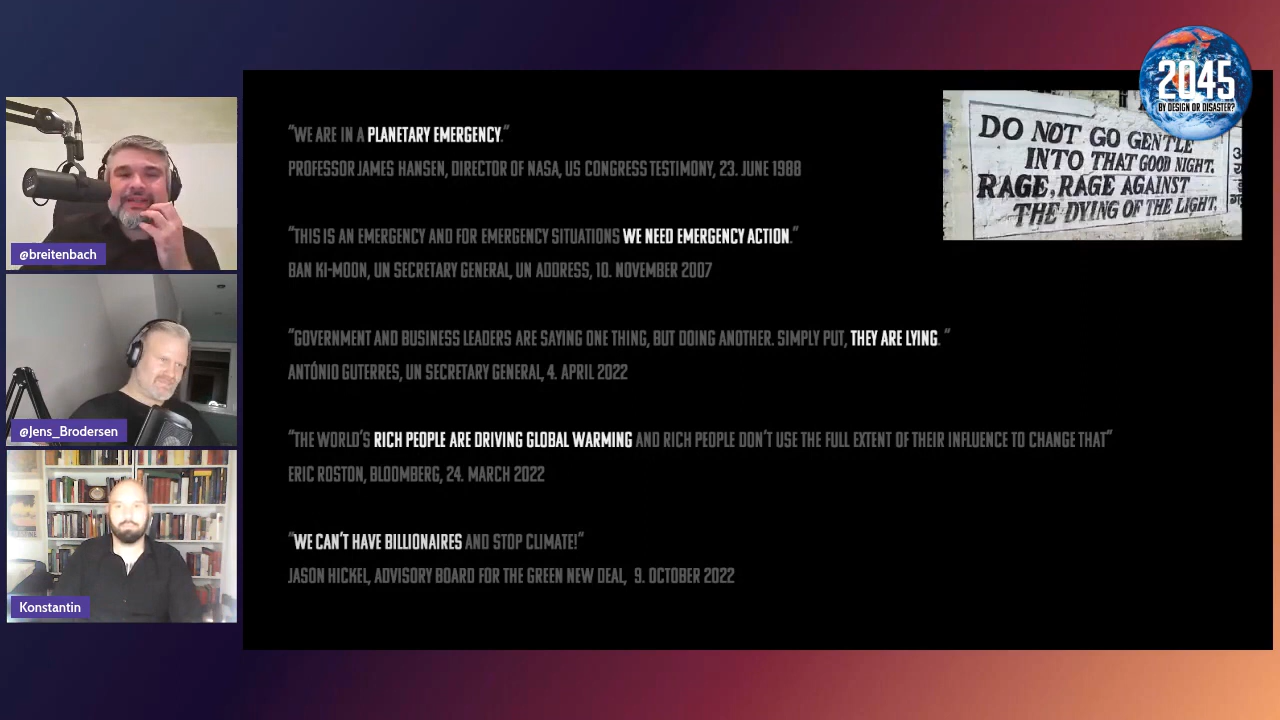 @breitenbach
@Jens_Brodersen
Konstantin
"WE ARE IN A PLANETARY EMERGENCY."
PROFESSOR JAMES HANSEN, DIRECTOR OF NASA, US CONGRESS TESTIMONY, 23. JUNE 1988
"THIS IS AN EMERGENCY AND FOR EMERGENCY SITUATIONS WE NEED EMERGENCY ACTION."
BAN KI-MOON, UN SECRETARY GENERAL, UN ADDRESS, 10. NOVEMBER 2007
"GOVERNMENT AND BUSINESS LEADERS ARE SAYING ONE THING, BUT DOING ANOTHER. SIMPLY PUT, THEY ARE LYING. "
ANTÓNIO GUTERRES, UN SECRETARY GENERAL, 4. APRIL 2022
"THE WORLD'S RICH PEOPLE ARE DRIVING GLOBAL WARMING AND RICH PEOPLE DON'T USE THE FULL EXTENT OF THEIR INFLUENCE TO CHANGE THAT"
ERIC ROSTON, BLOOMBERG, 24. MARCH 2022
"WE CAN'T HAVE BILLIONAIRES AND STOP CLIMATE!"
JASON HICKEL, ADVISORY BOARD FOR THE GREEN NEW DEAL, 9. OCTOBER 2022
2045
BY DESIGN OR DISASTER?
DO NOT GO GENTLE
INTO THAT GOOD NIGHT.
RAGE, RAGE AGAINST
THE DYING OF THE LIGHT.